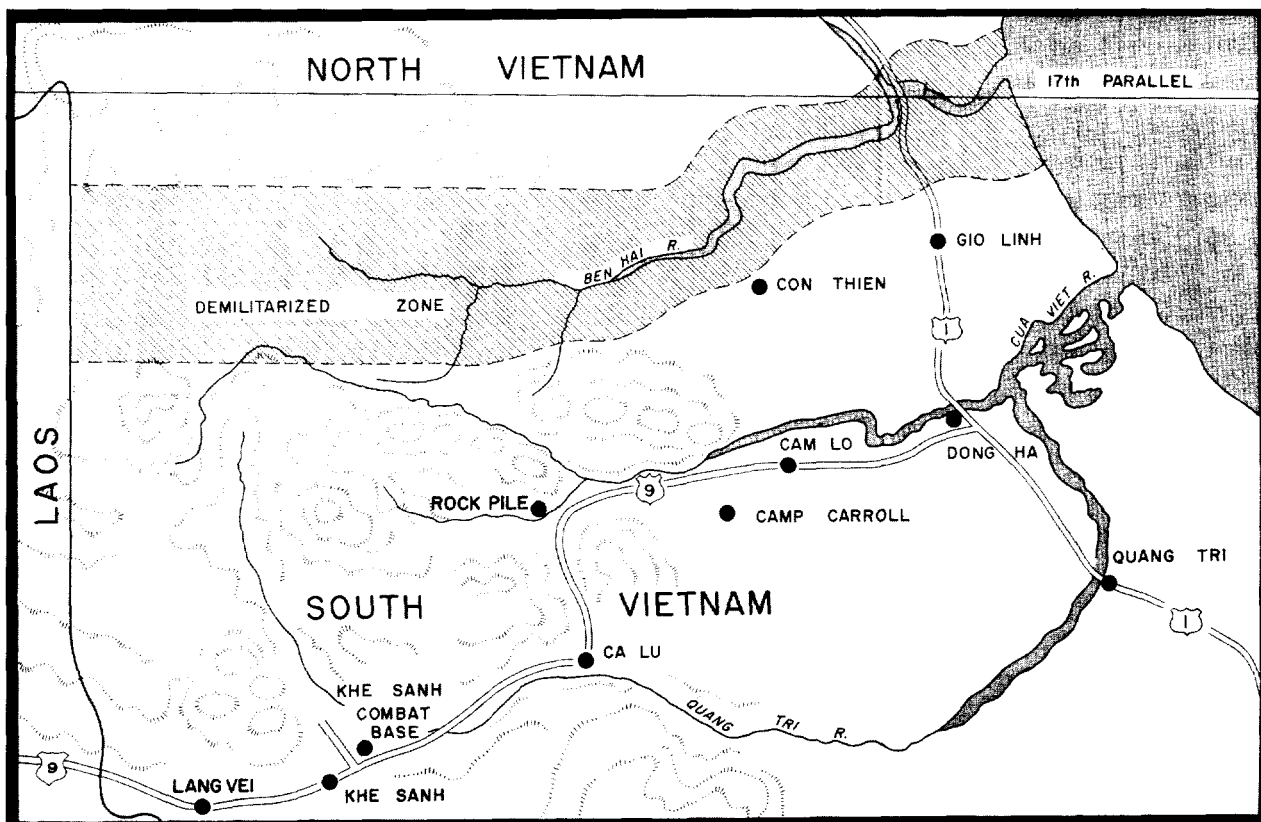 NORTH VIETNAM
17th PARALLEL
GIO LINH
BEN HAI R.
CON THIEN
DEMILITARIZED ZONE
CUA VIET R.
1
LAOS
CAM LO
DONG HA
9
ROCK PILE
CAMP CARROLL
QUANG TRI
SOUTH VIETNAM
1
CA LU
KHE SANH
COMBAT
BASE
QUANG TRI R.
9
LANG VEI
KHE SANH